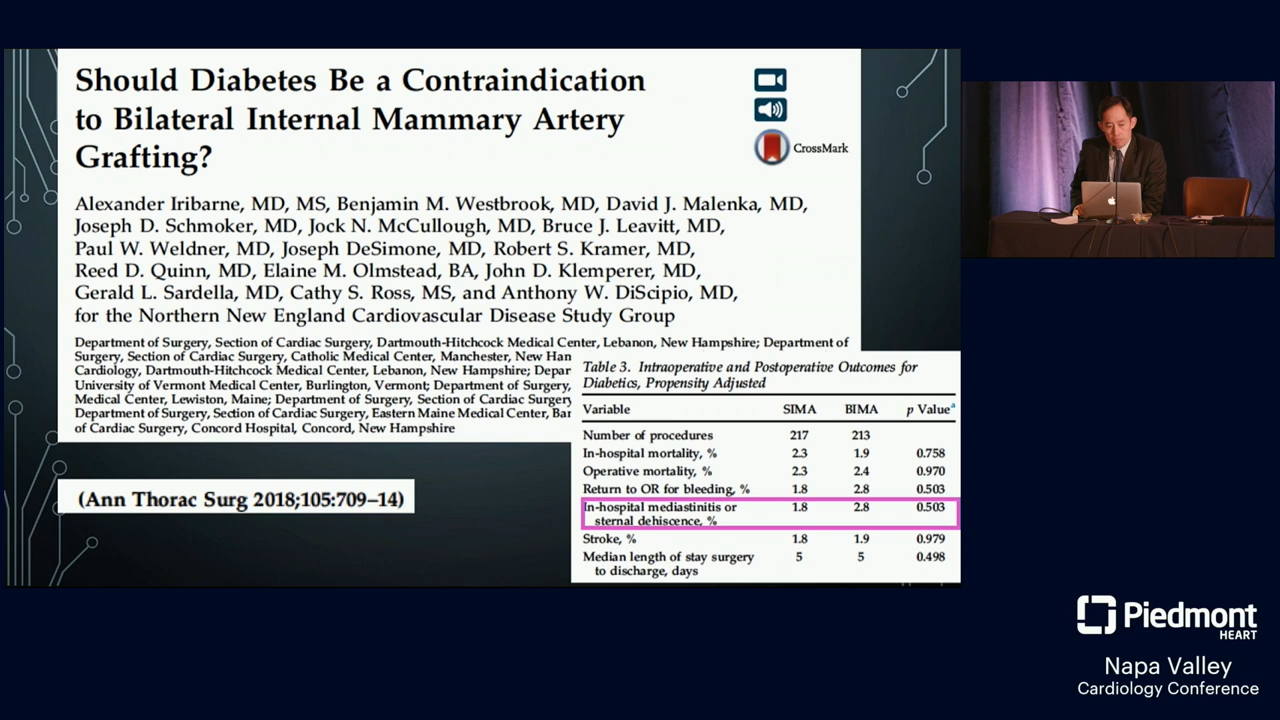 Should Diabetes Be a Contraindication
to Bilateral Internal Mammary Artery
Grafting?
CrossMark
Alexander Iribarne, MD, MS, Benjamin M. Westbrook, MD, David J. Malenka, MD,
Joseph D. Schmoker, MD, Jock N. McCullough, MD, Bruce J. Leavitt, MD,
Paul W. Weldner, MD, Joseph DeSimone, MD, Robert S. Kramer, MD,
Reed D. Quinn, MD, Elaine M. Olmstead, BA, John D. Klemperer, MD,
Gerald L. Sardella, MD, Cathy S. Ross, MS, and Anthony W. DiScipio, MD,
for the Northern New England Cardiovascular Disease Study Group
Department of Surgery, Section of Cardiac Surgery, Dartmouth-Hitchcock Medical Center, Lebanon, New Hampshire; Department of
Surgery, Section of Cardiac Surgery, Catholic Medical Center, Manchester, New Ham
Cardiology, Dartmouth-Hitchcock Medical Center, Lebanon, New Hampshire; Depar
University of Vermont Medical Center, Burlington, Vermont; Department of Surgery,
Medical Center, Lewiston, Maine; Department of Surgery, Section of Cardiac Surgery
Department of Surgery, Section of Cardiac Surgery, Eastern Maine Medical Center, Ban
of Cardiac Surgery, Concord Hospital, Concord, New Hampshire
(Ann Thorac Surg 2018;105:709–14)
Table 3. Intraoperative and Postoperative Outcomes for
Diabetics, Propensity Adjusted
Variable SIMA BIMA p Value a
Number of procedures 217 213
In-hospital mortality, % 2.3 1.9 0.758
Operative mortality, % 2.3 2.4 0.970
Return to OR for bleeding, % 1.8 2.8 0.503
In-hospital mediastinitis or 1.8 2.8 0.503
sternal dehiscence, %
Stroke, % 1.8 1.9 0.979
Median length of stay surgery 5 5 0.498
to discharge, days
Piedmont
HEART
Napa Valley
Cardiology Conference